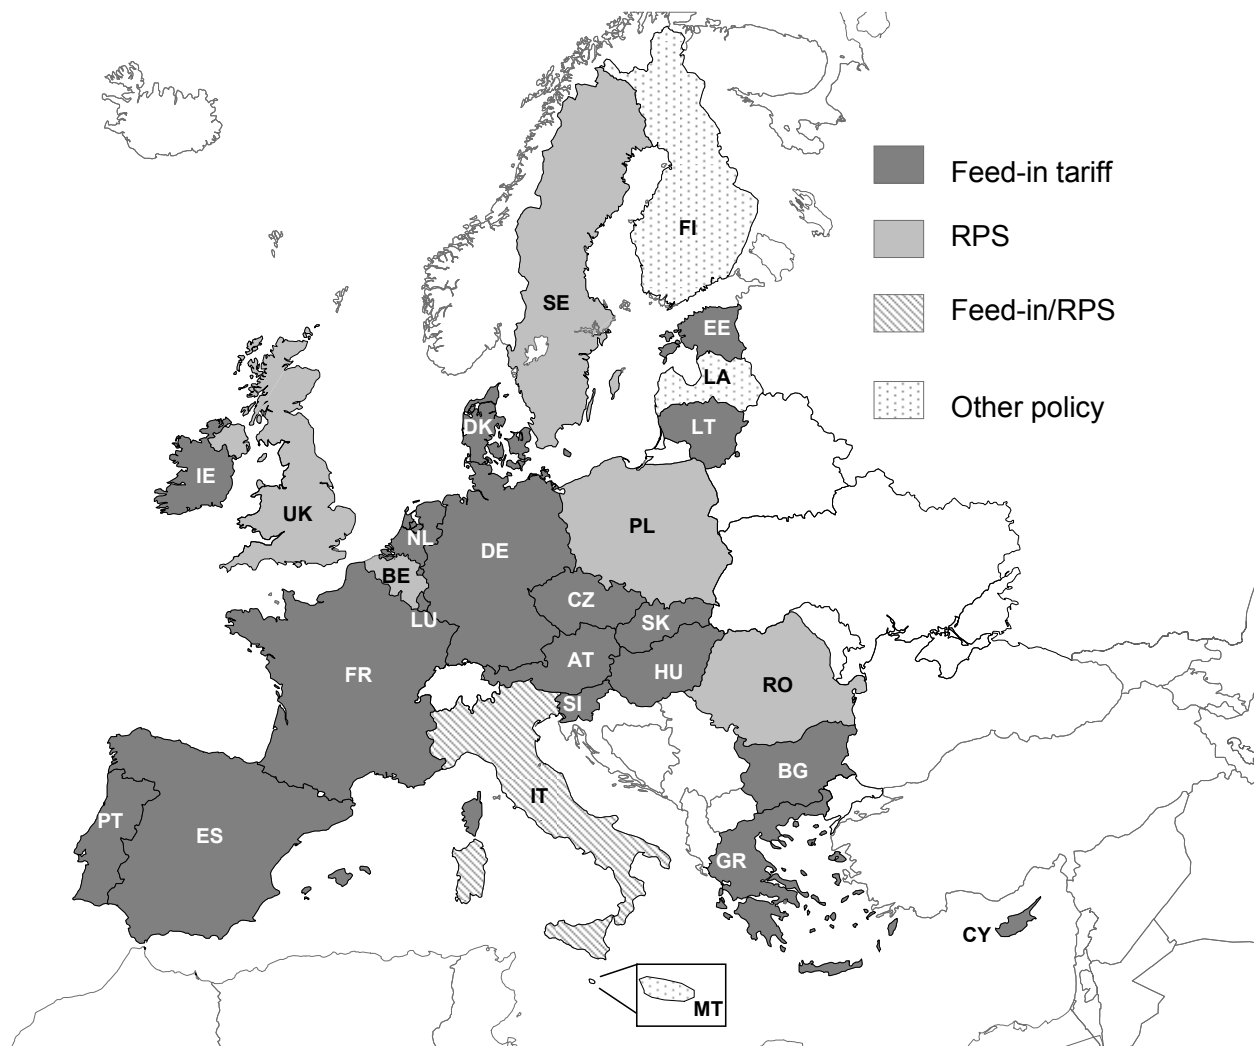 Feed-in tariff
RPS
Feed-in/RPS
Other policy
FI
SE
EE
LA
LT
DK
IE
UK
PL
NL
DE
BE
CZ
LU
SK
AT
HU
FR
RO
SI
BG
IT
PT
ES
GR
CY
MT